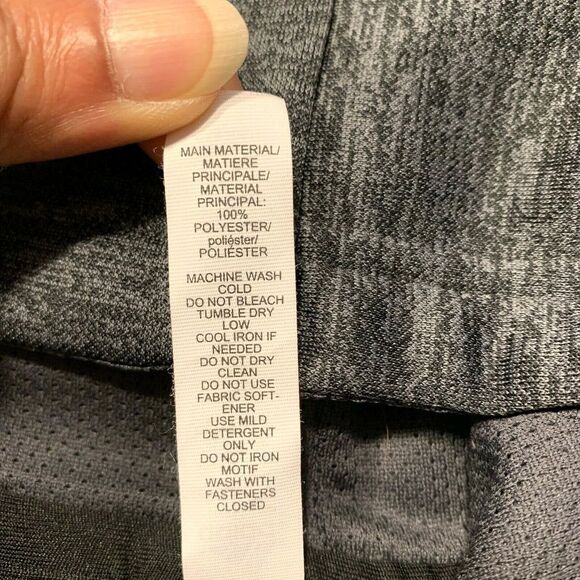 MAIN MATERIAL/
MATIERE
PRINCIPALE/
MATERIAL
PRINCIPAL:
100%
POLYESTER/
poliéster/
POLIÉSTER
MACHINE WASH
COLD
DO NOT BLEACH
TUMBLE DRY
LOW
COOL IRON IF
NEEDED
DO NOT DRY
CLEAN
DO NOT USE
FABRIC SOFT-
ENER
USE MILD
DETERGENT
ONLY
DO NOT IRON
MOTIF
WASH WITH
FASTENERS
CLOSED